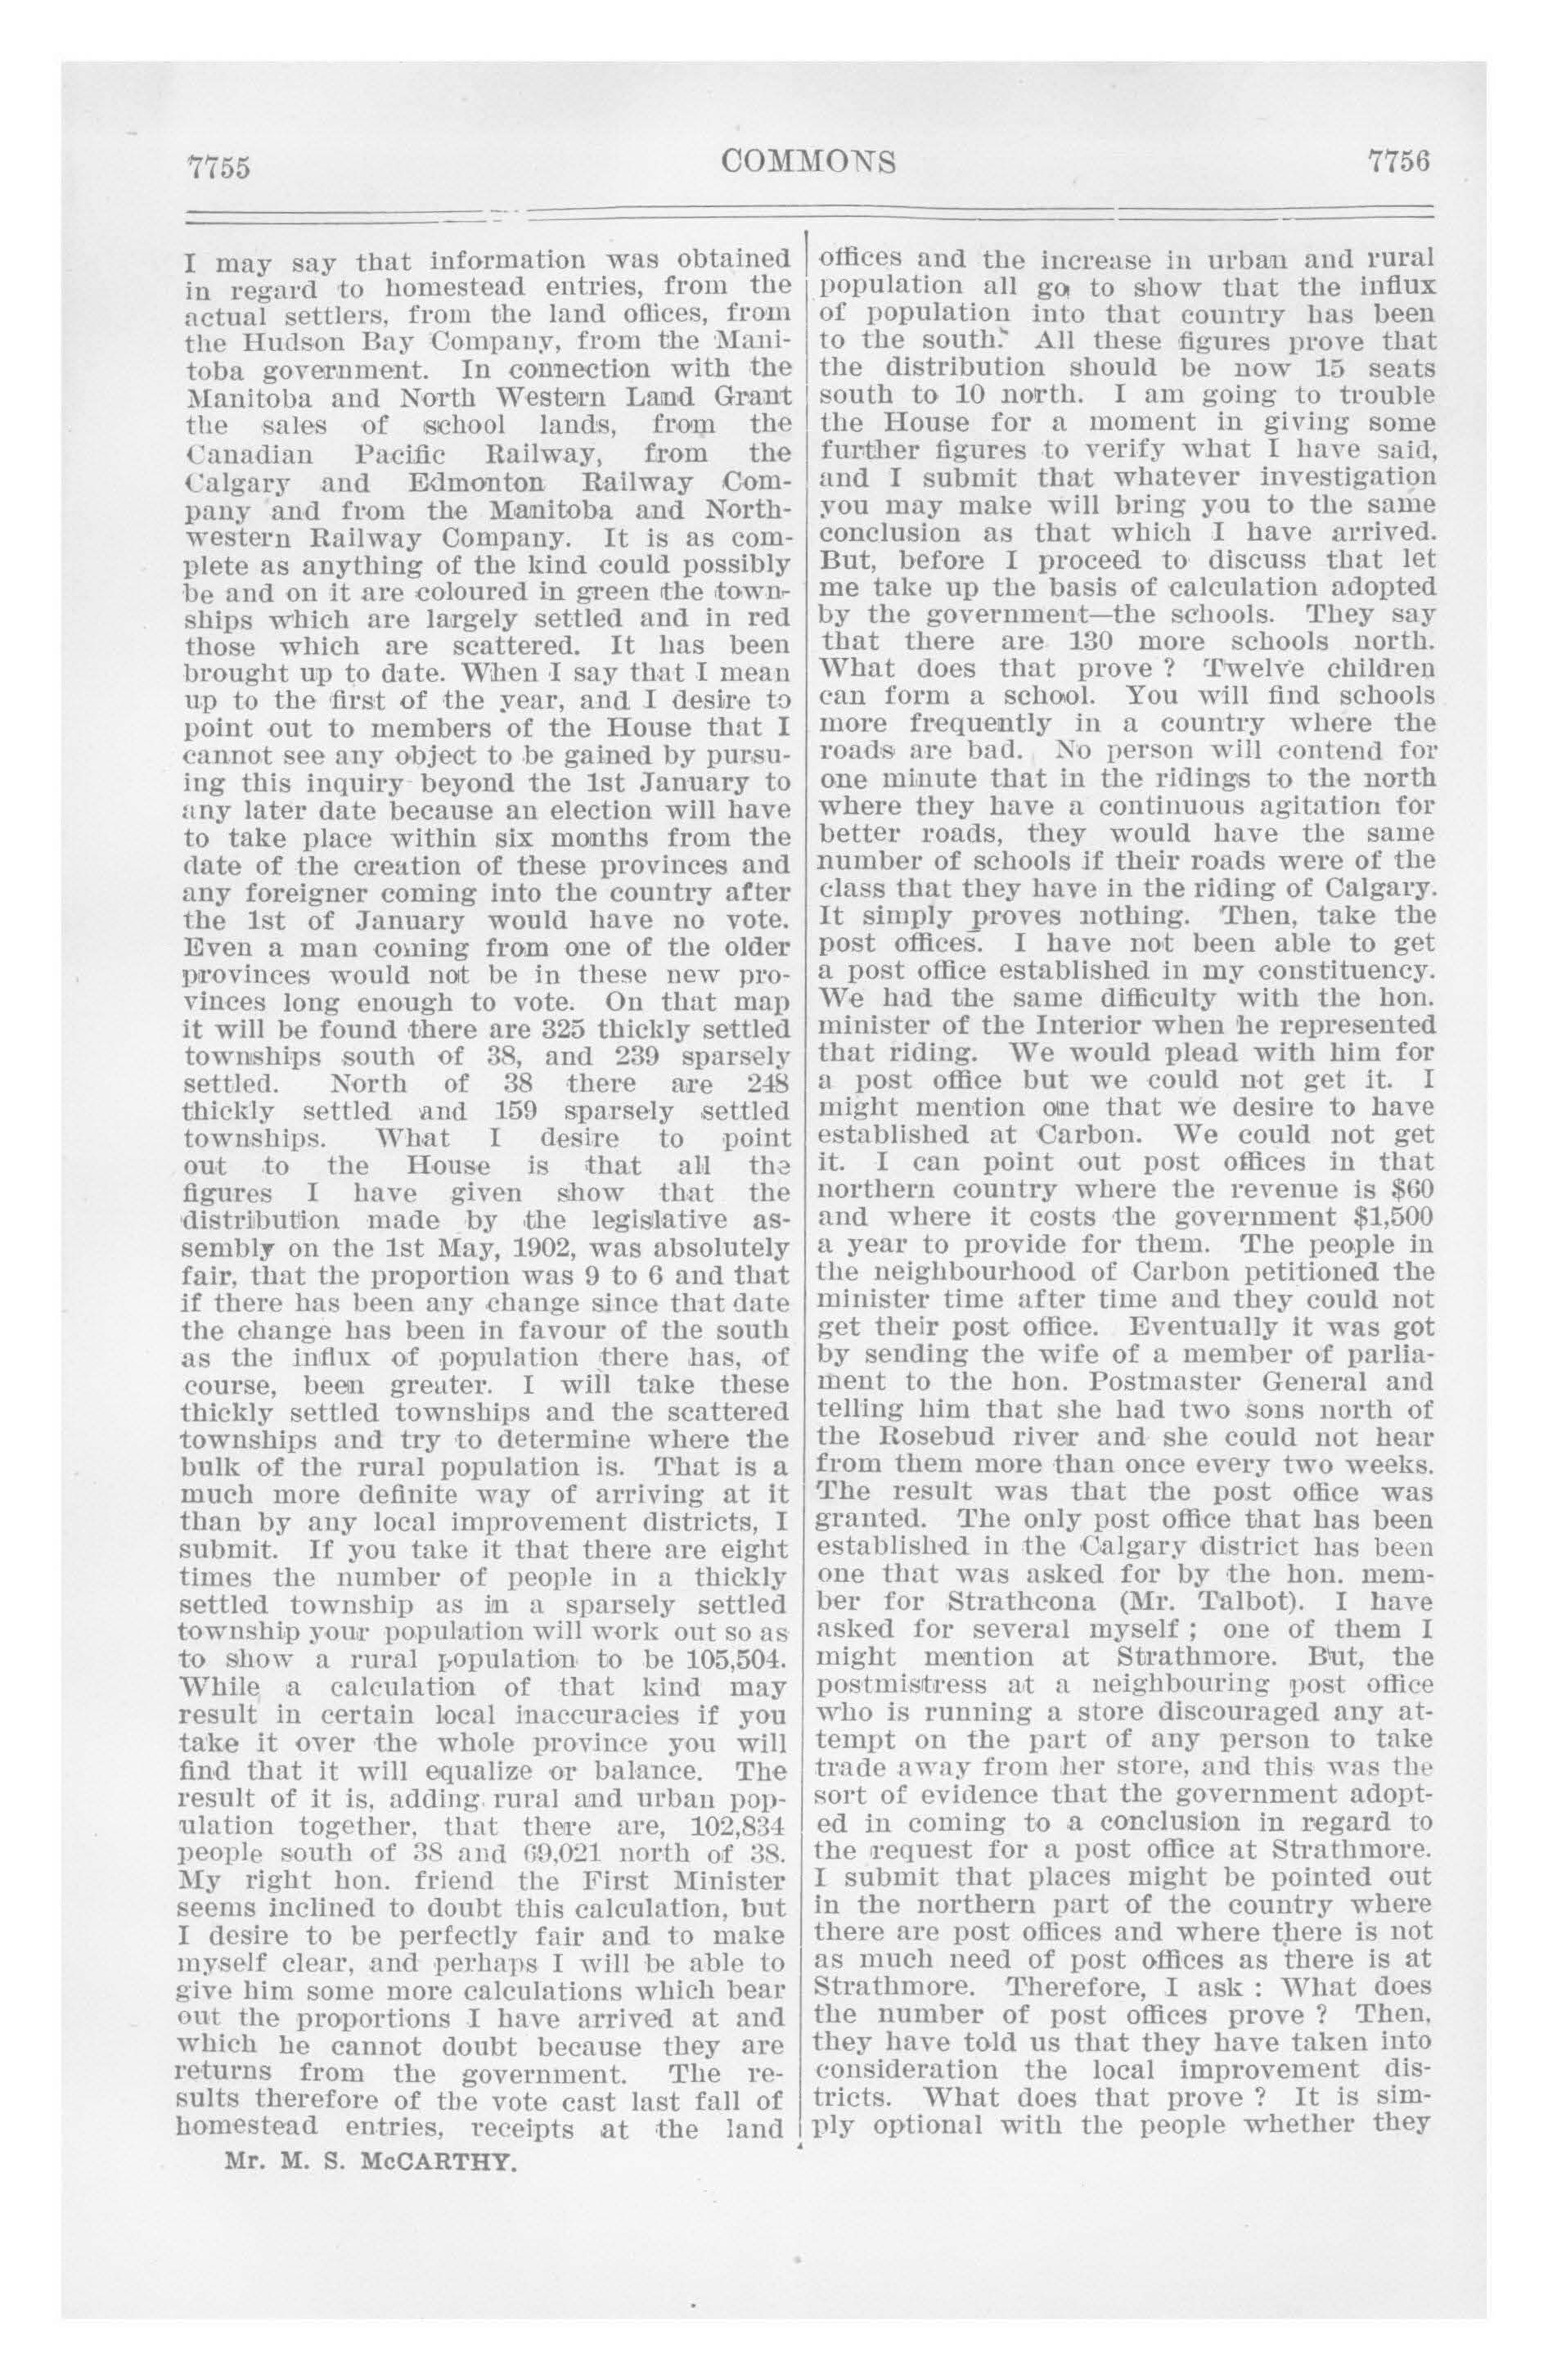 7755
COMMONS
7756
I may say that information was obtained
in regard to homestead entries, from the
actual settlers, from the land offices, from
the Hudson Bay Company, from the Mani-
toba government. In connection with the
Manitoba and North Western Land Grant
the sales of school lands, from the
Canadian Pacific Railway, from the
Calgary and Edmonton Railway Com-
pany and from the Manitoba and North-
western Railway Company. It is as com-
plete as anything of the kind could possibly
be and on it are coloured in green the town-
ships which are largely settled and in red
those which are scattered. It has been
brought up to date. When I say that I mean
up to the first of the year, and I desire to
point out to members of the House that I
cannot see any object to be gained by pursu-
ing this inquiry beyond the 1st January to
any later date because an election will have
to take place within six months from the
date of the creation of these provinces and
any foreigner coming into the country after
the 1st of January would have no vote.
Even a man coming from one of the older
provinces would not be in these new pro-
vinces long enough to vote. On that map
it will be found there are 325 thickly settled
townships south of 38, and 239 sparsely
settled. North of 38 there are 248
thickly settled and 159 sparsely settled
townships. What I desire to point
out to the House is that all the
figures I have given show that the
distribution made by the legislative as-
sembly on the 1st May, 1902, was absolutely
fair, that the proportion was 9 to 6 and that
if there has been any change since that date
the change has been in favour of the south
as the influx of population there has, of
course, been greater. I will take these
thickly settled townships and the scattered
townships and try to determine where the
bulk of the rural population is. That is a
much more definite way of arriving at it
than by any local improvement districts, I
submit. If you take it that there are eight
times the number of people in a thickly
settled township as in a sparsely settled
township your population will work out so as
to show a rural population to be 105,504.
While a calculation of that kind may
result in certain local inaccuracies if you
take it over the whole province you will
find that it will equalize or balance. The
result of it is, adding rural and urban pop-
ulation together, that there are, 102,834
people south of 38 and 69,021 north of 38.
My right hon. friend the First Minister
seems inclined to doubt this calculation, but
I desire to be perfectly fair and to make
myself clear, and perhaps I will be able to
give him some more calculations which bear
out the proportions I have arrived at and
which he cannot doubt because they are
returns from the government. The re-
sults therefore of the vote cast last fall of
homestead entries, receipts at the land
Mr. M. S. McCARTHY.
offices and the increase in urban and rural
population all go to show that the influx
of population into that country has been
to the south. All these figures prove that
the distribution should be now 15 seats
south to 10 north. I am going to trouble
the House for a moment in giving some
further figures to verify what I have said,
and I submit that whatever investigation
you may make will bring you to the same
conclusion as that which I have arrived.
But, before I proceed to discuss that let
me take up the basis of calculation adopted
by the government—the schools. They say
that there are 130 more schools north.
What does that prove ? Twelve children
can form a school. You will find schools
more frequently in a country where the
roads are bad. No person will contend for
one minute that in the ridings to the north
where they have a continuous agitation for
better roads, they would have the same
number of schools if their roads were of the
class that they have in the riding of Calgary.
It simply proves nothing. Then, take the
post offices. I have not been able to get
a post office established in my constituency.
We had the same difficulty with the hon.
minister of the Interior when he represented
that riding. We would plead with him for
a post office but we could not get it. I
might mention one that we desire to have
established at Carbon. We could not get
it. I can point out post offices in that
northern country where the revenue is $60
and where it costs the government $1,500
a year to provide for them. The people in
the neighbourhood of Carbon petitioned the
minister time after time and they could not
get their post office. Eventually it was got
by sending the wife of a member of parlia-
ment to the hon. Postmaster General and
telling him that she had two sons north of
the Rosebud river and she could not hear
from them more than once every two weeks.
The result was that the post office was
granted. The only post office that has been
established in the Calgary district has been
one that was asked for by the hon. mem-
ber for Strathcona (Mr. Talbot). I have
asked for several myself ; one of them I
might mention at Strathmore. But, the
postmistress at a neighbouring post office
who is running a store discouraged any at-
tempt on the part of any person to take
trade away from her store, and this was the
sort of evidence that the government adopt-
ed in coming to a conclusion in regard to
the request for a post office at Strathmore.
I submit that places might be pointed out
in the northern part of the country where
there are post offices and where there is not
as much need of post offices as there is at
Strathmore. Therefore, I ask : What does
the number of post offices prove ? Then,
they have told us that they have taken into
consideration the local improvement dis-
tricts. What does that prove ? It is sim-
ply optional with the people whether they